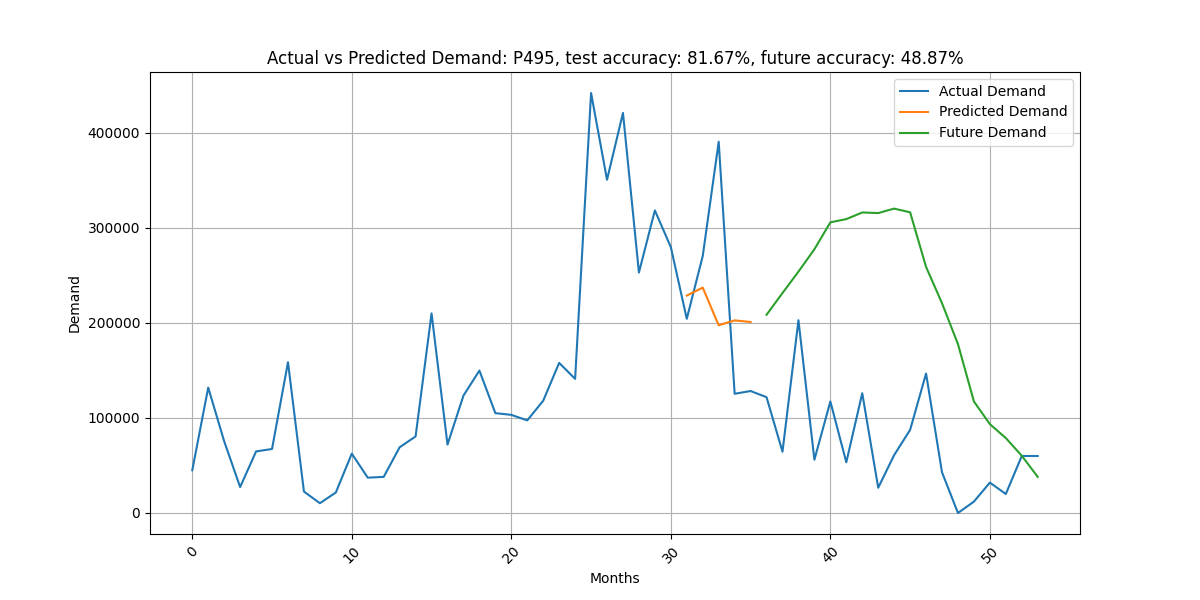 Actual vs Predicted Demand: P495, test accuracy: 81.67%, future accuracy: 48.87%
Actual Demand
Predicted Demand
Future Demand
400000
300000
200000
100000
0
Demand
0
10
20
30
40
50
Months